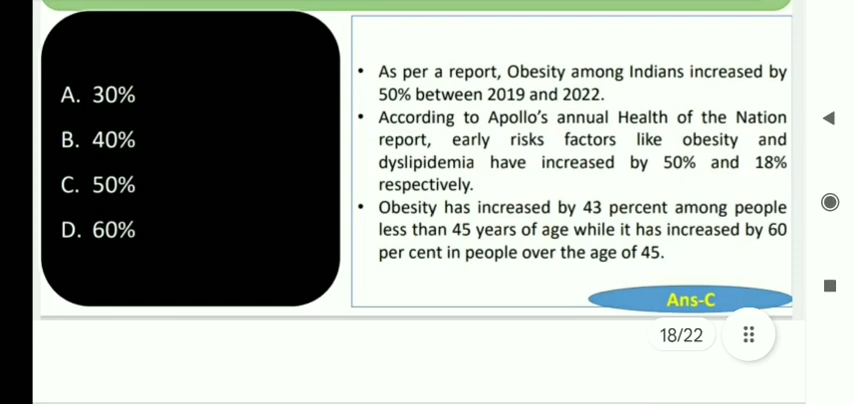 A. 30%
B. 40%
C. 50%
D. 60%
• As per a report, Obesity among Indians increased by
50% between 2019 and 2022.
• According to Apollo’s annual Health of the Nation
report, early risks factors like obesity and
dyslipidemia have increased by 50% and 18%
respectively.
• Obesity has increased by 43 percent among people
less than 45 years of age while it has increased by 60
per cent in people over the age of 45.
Ans-C
18/22